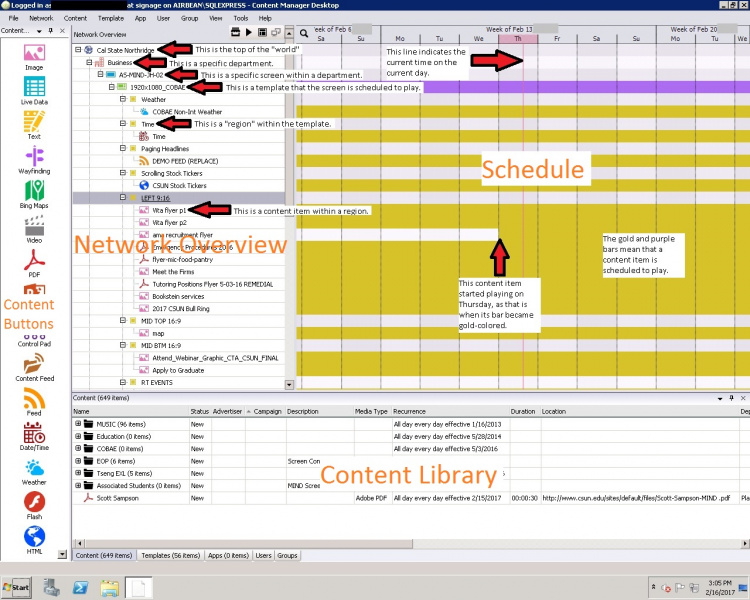 Logged in as at signage on AIRBEAN\SQLEXPRESS - Content Manager Desktop
File Network Content Template App User Group View Tools Help
Content...
Image
Live Data
Text
Wayfinding
Bing Maps
Video
PDF
Content
Buttons
Control Pad
Content Feed
Feed
Date/Time
Weather
Flash
HTML
Network Overview
Cal State Northridge
This is the top of the "world"
Business
This is a specific department.
AS-MIND-JH-02
This is a specific screen within a department.
1920x1080_COBAE
This is a template that the screen is scheduled to play.
Weather
COBAE Non-Int Weather
Time
This is a "region" within the template.
Time
Paging Headlines
DEMO FEED (REPLACE)
Scrolling Stock Tickers
CSUN Stock Tickers
LEFT 9:16
Vita flyer p1
This is a content item within a region.
Vita flyer p2
ama recruitment flyer
Network Overview
Emergency Procedures 2016
flyer-mic-food-pantry
Meet the Firms
Tutoring Positions Flyer 5-03-16 REMEDIAL
Bookstein services
2017 CSUN Bull Ring
MID TOP 16:9
map
MID BTM 16:9
Attend_Webinar_Graphic_CTA_CSUN_FINAL
Apply to Graduate
RT EVENTS
'eek of Feb 6 Week of Feb 13 Week of Feb 20
Sa Su Mo Tu We Th Fr Sa Su Mo Tu
This line indicates the
current time on the
current day.
Schedule
The gold and purple
bars mean that a
content item is
scheduled to play.
This content item
started playing on
Thursday, as that is
when its bar became
gold-colored.
Content (649 items)
Name Status Advertiser Campaign Description Media Type Recurrence Duration Location De
MUSIC (96 items) New All day every day effective 1/16/2013
Education (0 items) New All day every day effective 5/28/2014
COBAE (0 items) New All day every day effective 5/3/2016
EOP (6 items) New Screen Con
Tseng EXL (5 items) New
Associated Students (0 items) New MIND Scree
Content Library
Scott Sampson New Adobe PDF All day every day effective 2/15/2017 00:00:30 http://www.csun.edu/sites/default/files/Scott-Sampson-MIND .pdf Pla
Content (649 items) Templates (56 items) Apps (0 items) Users Groups
Start
3:05 PM
2/16/2017